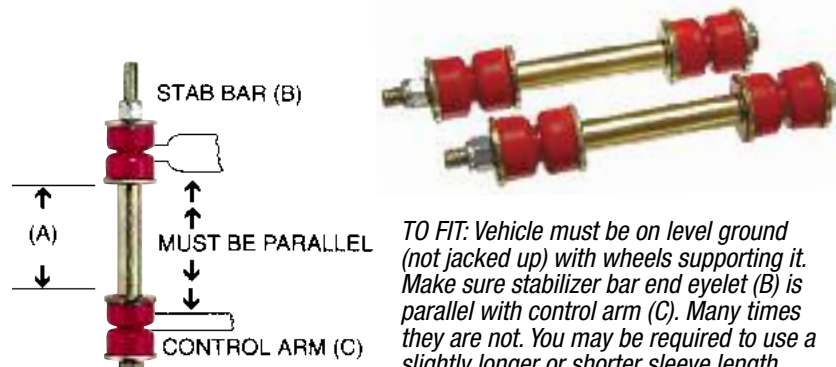 STAB BAR (B)
(A)
MUST BE PARALLEL
CONTROL ARM (C)
TO FIT: Vehicle must be on level ground
(not jacked up) with wheels supporting it.
Make sure stabilizer bar end eyelet (B) is
parallel with control arm (C). Many times
they are not. You may be required to use a
slightly longer or shorter sleeve length